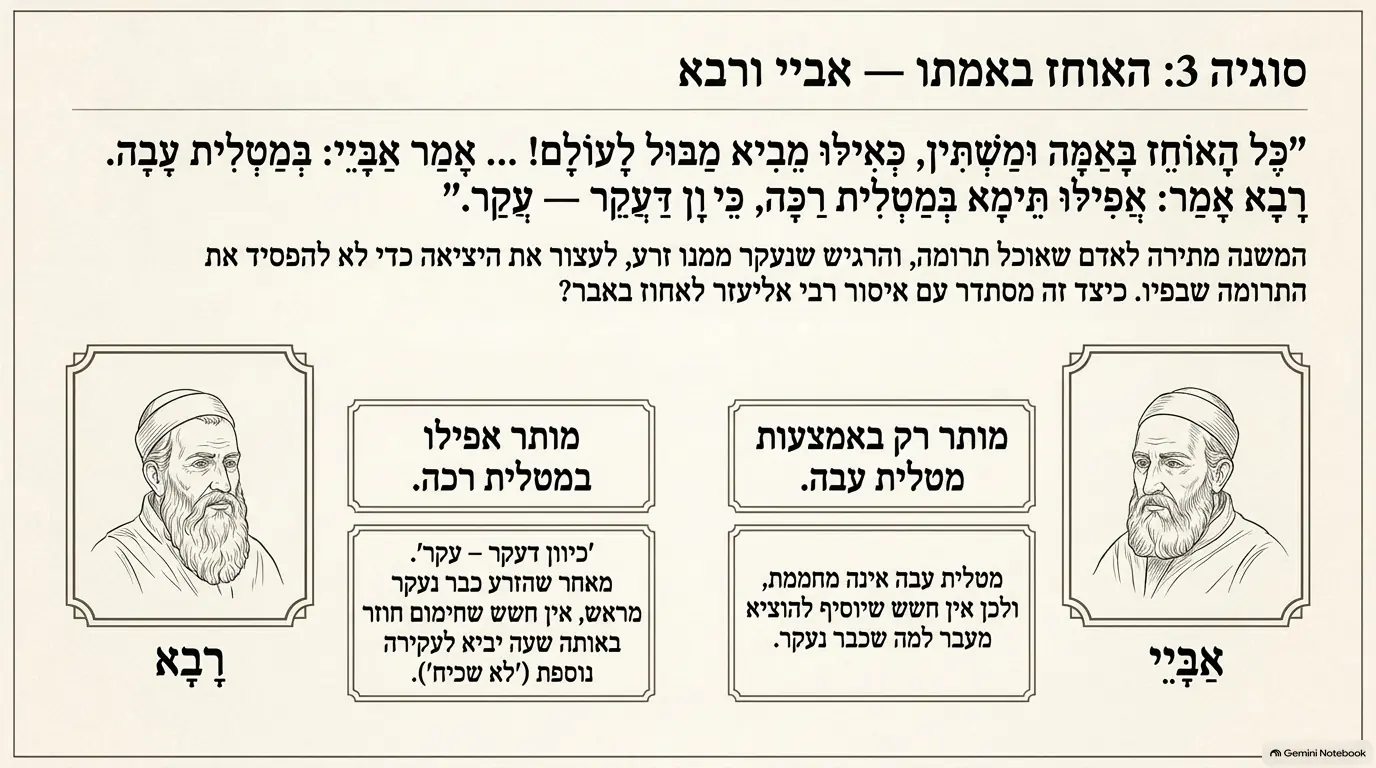 סוגיה 3: האוחז באמתו — אביי ורבא
"כָּל הָאוֹחֵז בָּאַמָּה וּמַשְׁתִּין, כְּאִילּוּ מֵבִיא מַבּוּל לָעוֹלָם! ... אָמַר אַבָּיֵי: בְּמַטְלִית עָבָה.
רָבָא אָמַר: אֲפִילּוּ תֵּימָא בְּמַטְלִית רַכָּה, כֵּיוָן דַּעֲקַר — עֲקַר."
המשנה מתירה לאדם שאוכל תרומה, והרגיש שנעקר ממנו זרע, לעצור את היציאה כדי לא להפסיד את
התרומה שבפיו. כיצד זה מסתדר עם איסור רבי אליעזר לאחוז באבר?
מותר רק באמצעות
מטלית עבה.
מטלית עבה אינה מחממת,
ולכן אין חשש שיוסיף להוציא
מעבר למה שכבר נעקר.
אַבָּיֵי
מותר אפילו
במטלית רכה.
'כיוון דעקר – עקר'.
מאחר שהזרע כבר נעקר
מראש, אין חשש שחימום חוזר
באותה שעה יביא לעקירה
נוספת ('לא שכיח').
רָבָא
Gemini Notebook